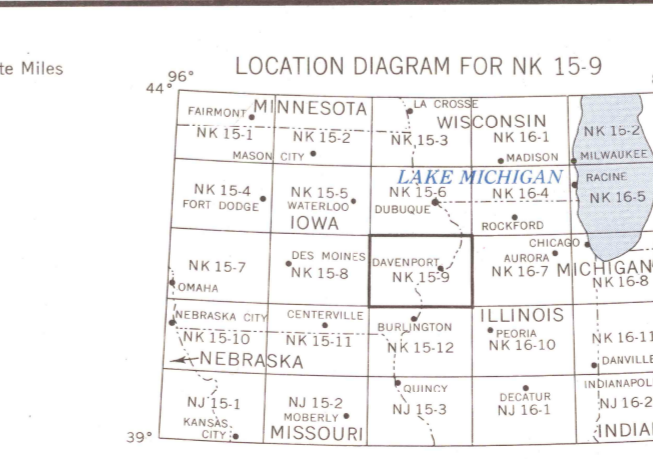 te Miles
LOCATION DIAGRAM FOR NK 15-9
96°
44°
FAIRMONT MINNESOTA LA CROSSE
WISCONSIN
NK 15-1 NK 15-2 NK 15-3 NK 16-1 NK 15-2
MASON CITY MADISON MILWAUKEE
LAKE MICHIGAN RACINE
NK 15-4 NK 15-5 NK 15-6 NK 16-4 NK 16-5
FORT DODGE WATERLOO DUBUQUE
IOWA ROCKFORD
CHICAGO
DES MOINES DAVENPORT AURORA
NK 15-7 NK 15-8 NK 15-9 NK 16-7 MICHIGAN
NK 16-8
OMAHA
NEBRASKA CITY CENTERVILLE BURLINGTON ILLINOIS
PEORIA
NK 15-10 NK 15-11 NK 15-12 NK 16-10 NK 16-11
NEBRASKA DANVILLE
QUINCY DECATUR INDIANAPOL
NJ 15-1 NJ 15-2 NJ 15-3 NJ 16-1 NJ 16-2
KANSAS CITY MOBERLY
MISSOURI INDIA
39°